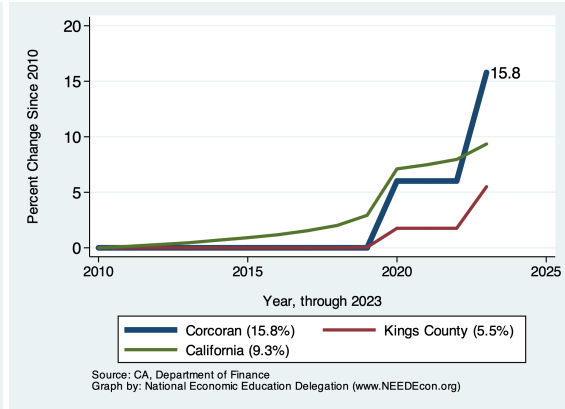 Percent Change Since 2010
20
15
10
5
0
15.8
2010 2015 2020 2025
Year, through 2023
Corcoran (15.8%) Kings County (5.5%)
California (9.3%)
Source: CA, Department of Finance
Graph by: National Economic Education Delegation (www.NEEDEcon.org)